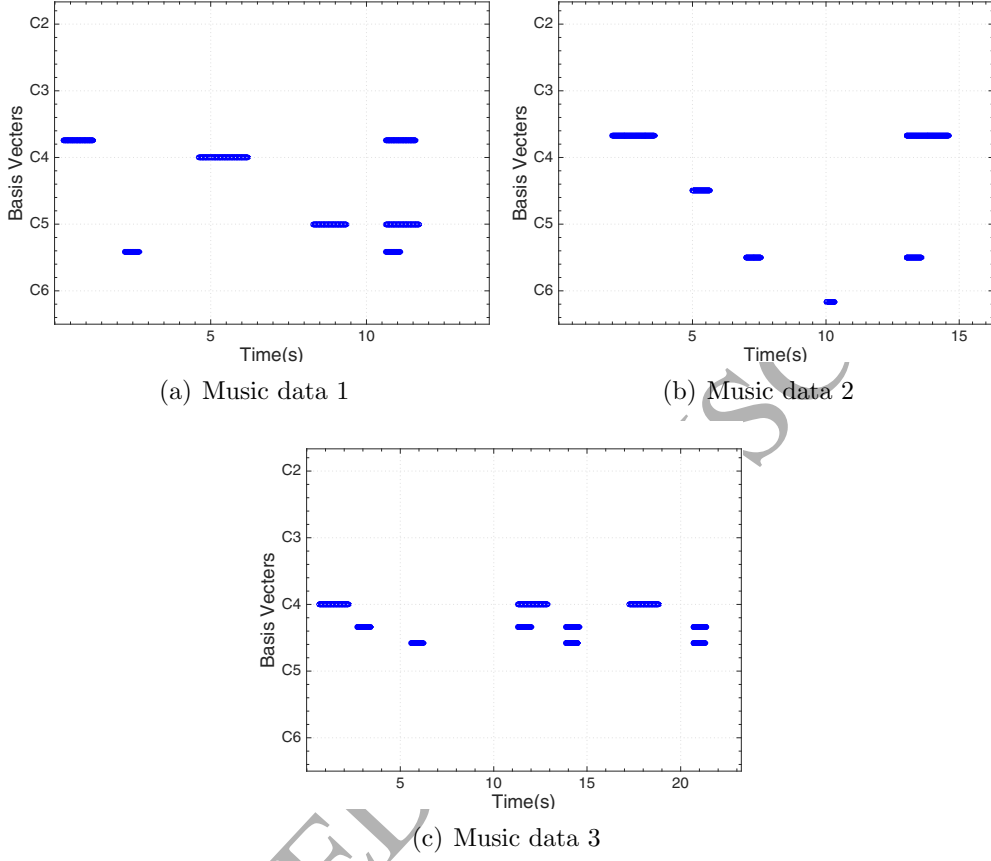 C2
C3
C4
C5
C6
Basis Vecters
5
10
Time(s)
(a) Music data 1
C2
C3
C4
C5
C6
Basis Vecters
5
10
15
Time(s)
(b) Music data 2
C2
C3
C4
C5
C6
Basis Vecters
5
10
15
20
Time(s)
(c) Music data 3